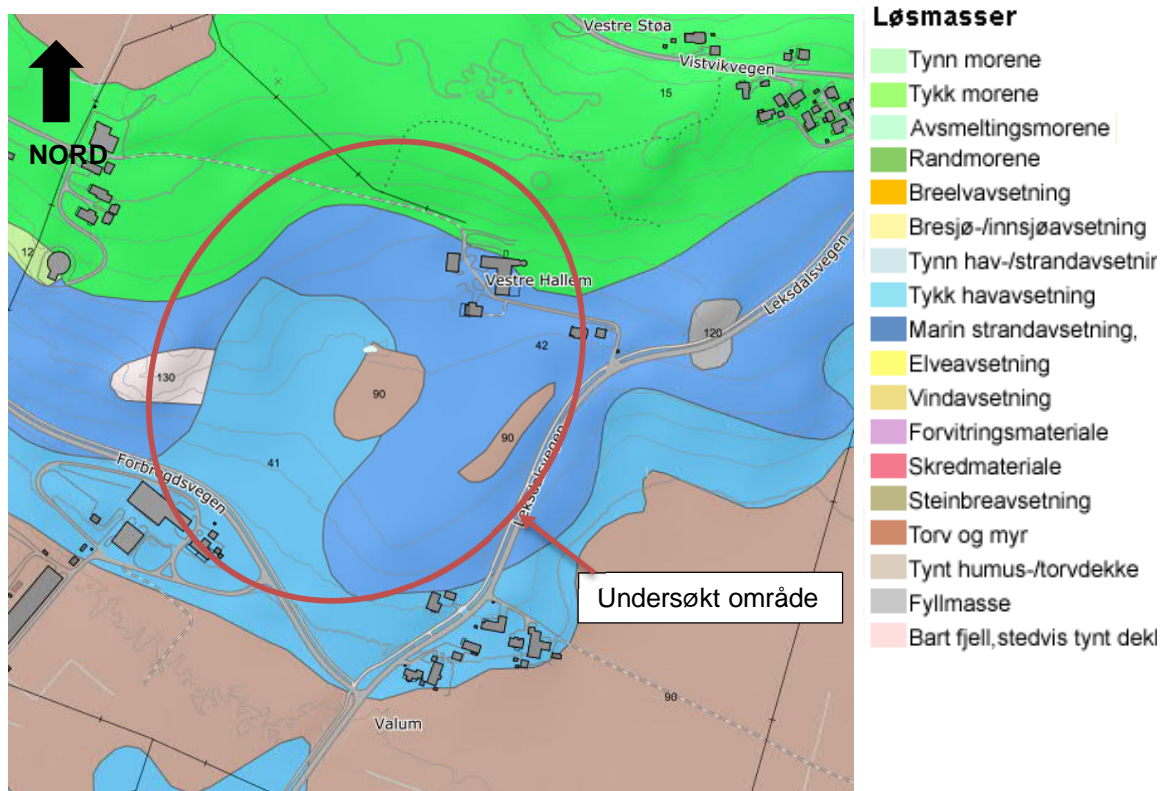 Vestre Støa
Vistvikvegen
15
NORD
12
Vestre Hallem
Leksdalsvegen
120
42
130
90
90
41
Forbregdsvegen
Leksdalsvegen
Undersøkt område
90
Valum
Løsmasser
Tynn morene
Tykk morene
Avsmeltingsmorene
Randmorene
Breelvavsetning
Bresjø-/innsjøavsetning
Tynn hav-/strandavsetnir
Tykk havavsetning
Marin strandavsetning,
Elveavsetning
Vindavsetning
Forvitringsmateriale
Skredmateriale
Steinbreavsetning
Torv og myr
Tynt humus-/torvdekke
Fyllmasse
Bart fjell,stedvis tynt dekl